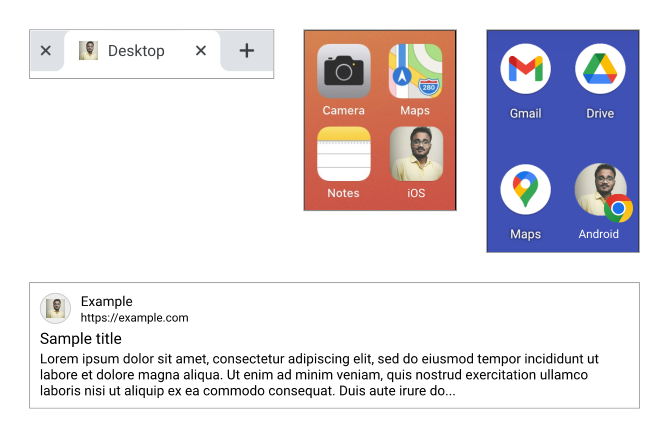 Desktop
Camera
Maps
280
Notes
iOS
Gmail
Drive
Maps
Android
Example
https://example.com
Sample title
Lorem ipsum dolor sit amet, consectetur adipiscing elit, sed do eiusmod tempor incididunt ut
labore et dolore magna aliqua. Ut enim ad minim veniam, quis nostrud exercitation ullamco
laboris nisi ut aliquip ex ea commodo consequat. Duis aute irure do...